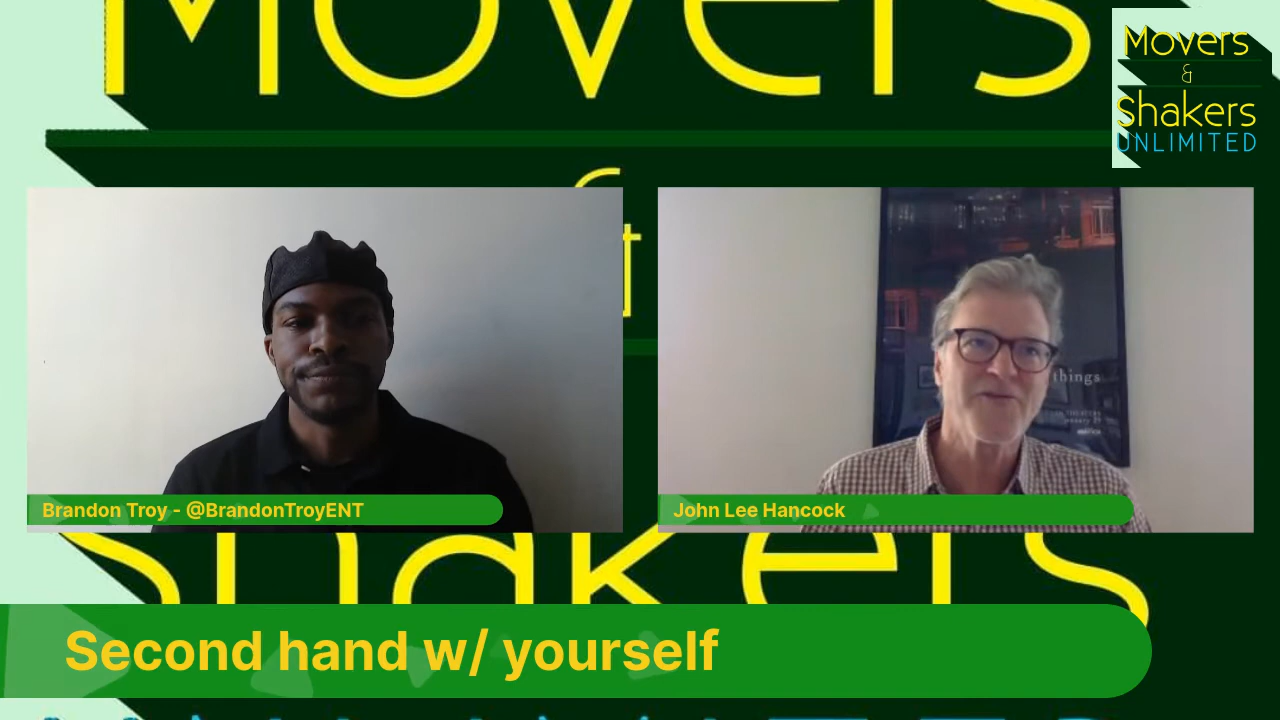 Movers
Movers
&
Shakers
UNLIMITED
things
Brandon Troy - @BrandonTroyENT
John Lee Hancock
Shakers
Second hand w/ yourself